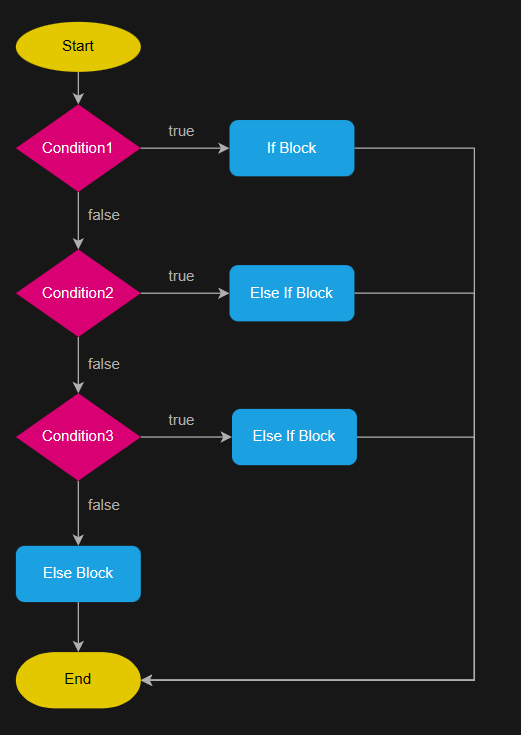 Start
true
Condition1
If Block
false
true
Condition2
Else If Block
false
true
Condition3
Else If Block
false
Else Block
End